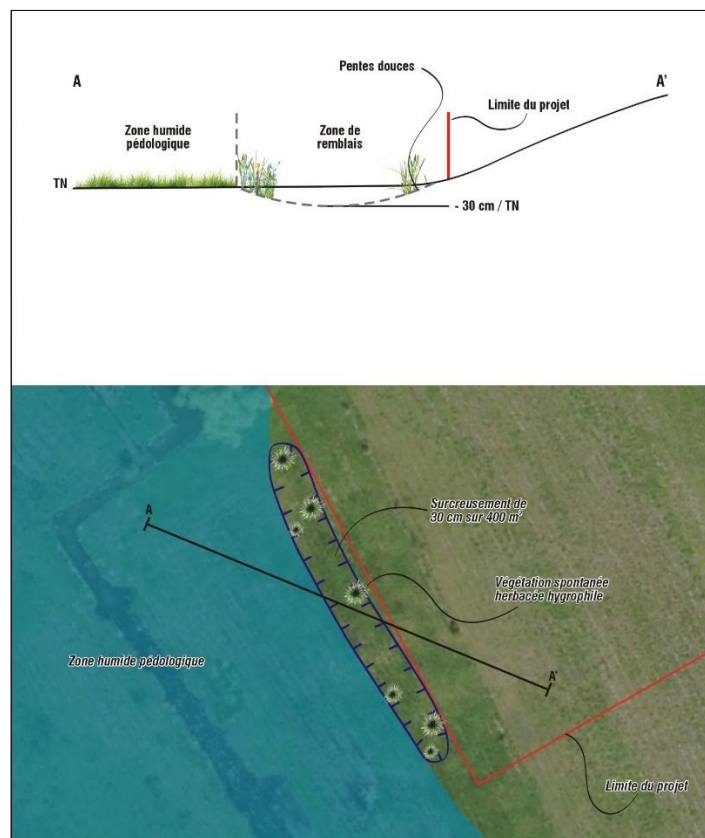 A
A'
Pentes douces
Limite du projet
Zone humide
pédologique
Zone de
remblais
TN
- 30 cm / TN
Surcreusement de
30 cm sur 400 m²
A
Végétation spontanée
herbacée hygrophile
Zone humide pédologique
A'
Limite du projet